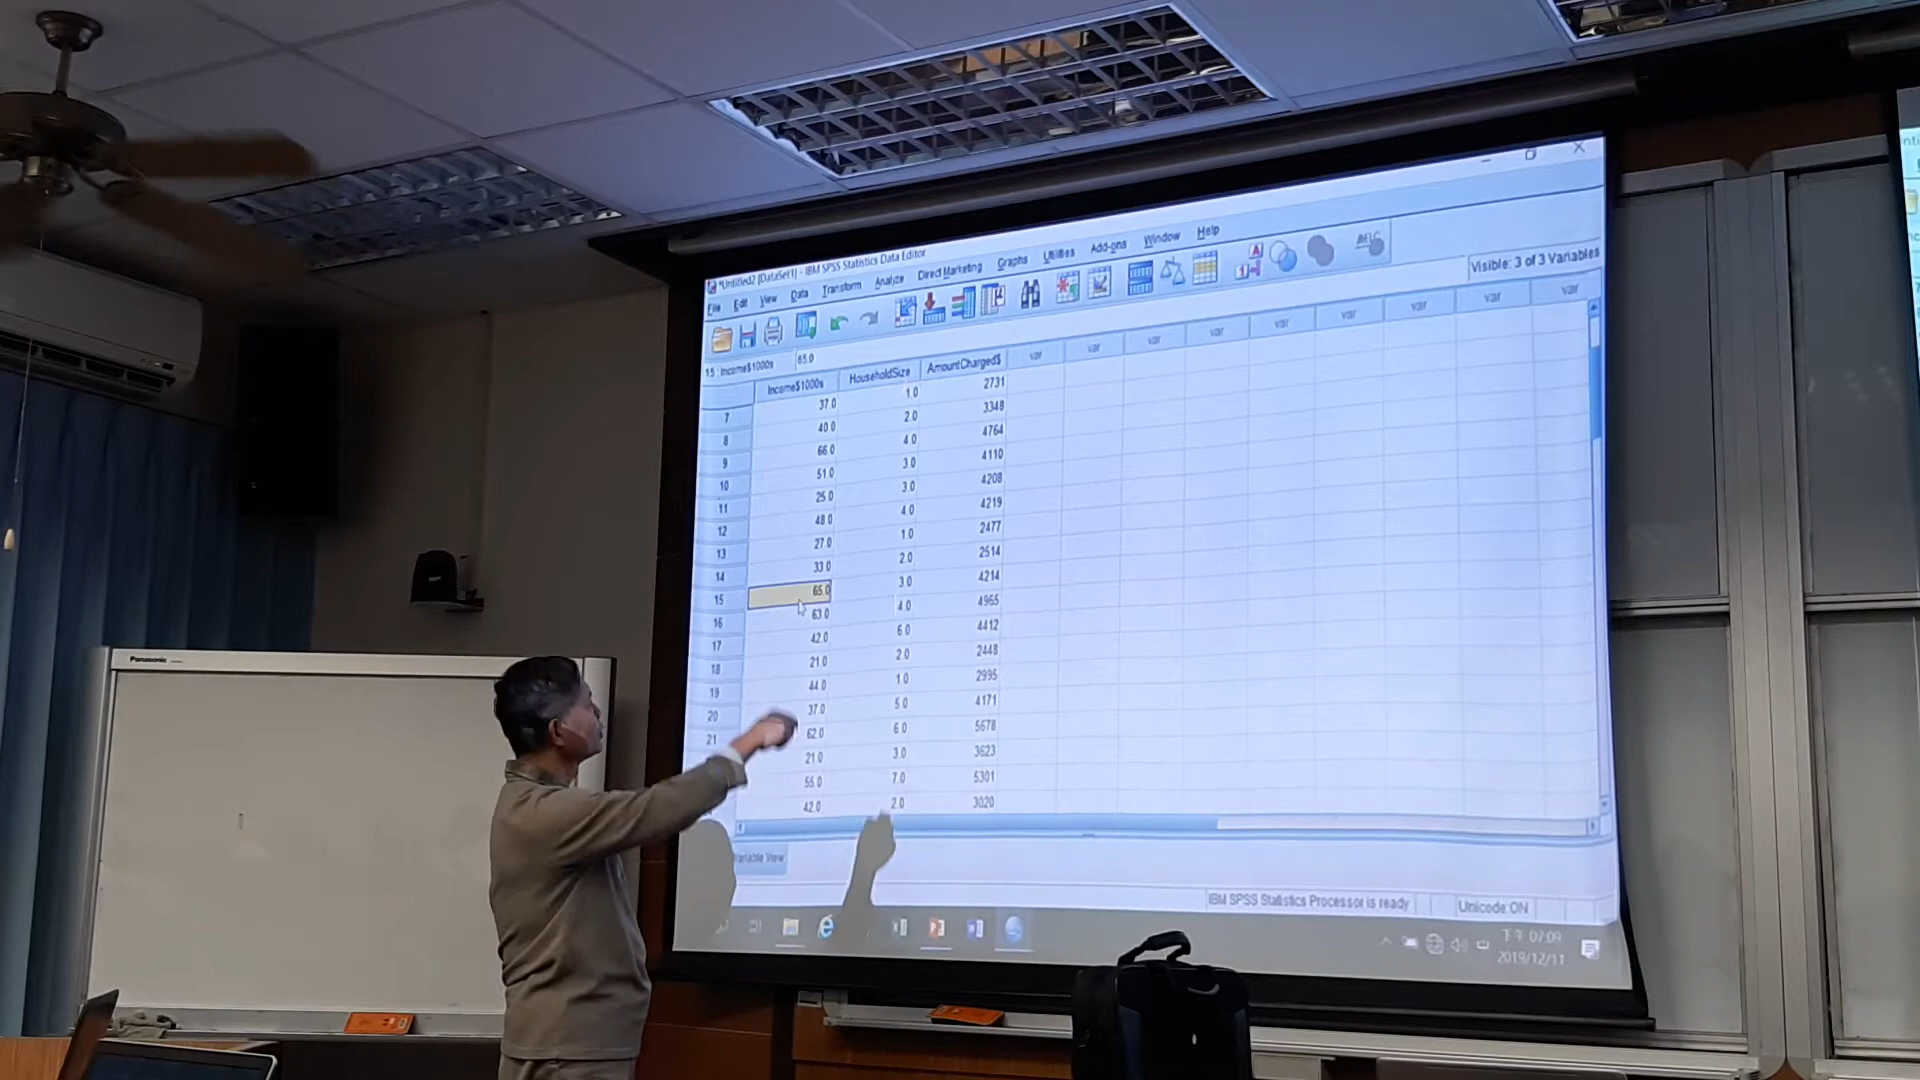 *Untitled2 [DataSet1] - IBM SPSS Statistics Data Editor
File Edit View Data Transform Analyze Direct Marketing Graphs Utilities Add-ons Window Help
Visible: 3 of 3 Variables
15 : Income$1000s 65.0
Income$1000s HouseholdSize AmountCharged$ var var var var var var var var var
37.0 1.0 2731
7 40.0 2.0 3348
8 66.0 4.0 4764
9 51.0 3.0 4110
10 25.0 3.0 4208
11 48.0 4.0 4219
12 27.0 1.0 2477
13 33.0 2.0 2514
14 65.0 3.0 4214
15 63.0 4.0 4965
16 42.0 6.0 4412
17 21.0 2.0 2448
18 44.0 1.0 2995
19 37.0 5.0 4171
20 62.0 6.0 5678
21 21.0 3.0 3623
55.0 7.0 5301
42.0 2.0 3020
Variable View
IBM SPSS Statistics Processor is ready Unicode:ON
下午 07:09
2019/12/11
Panasonic